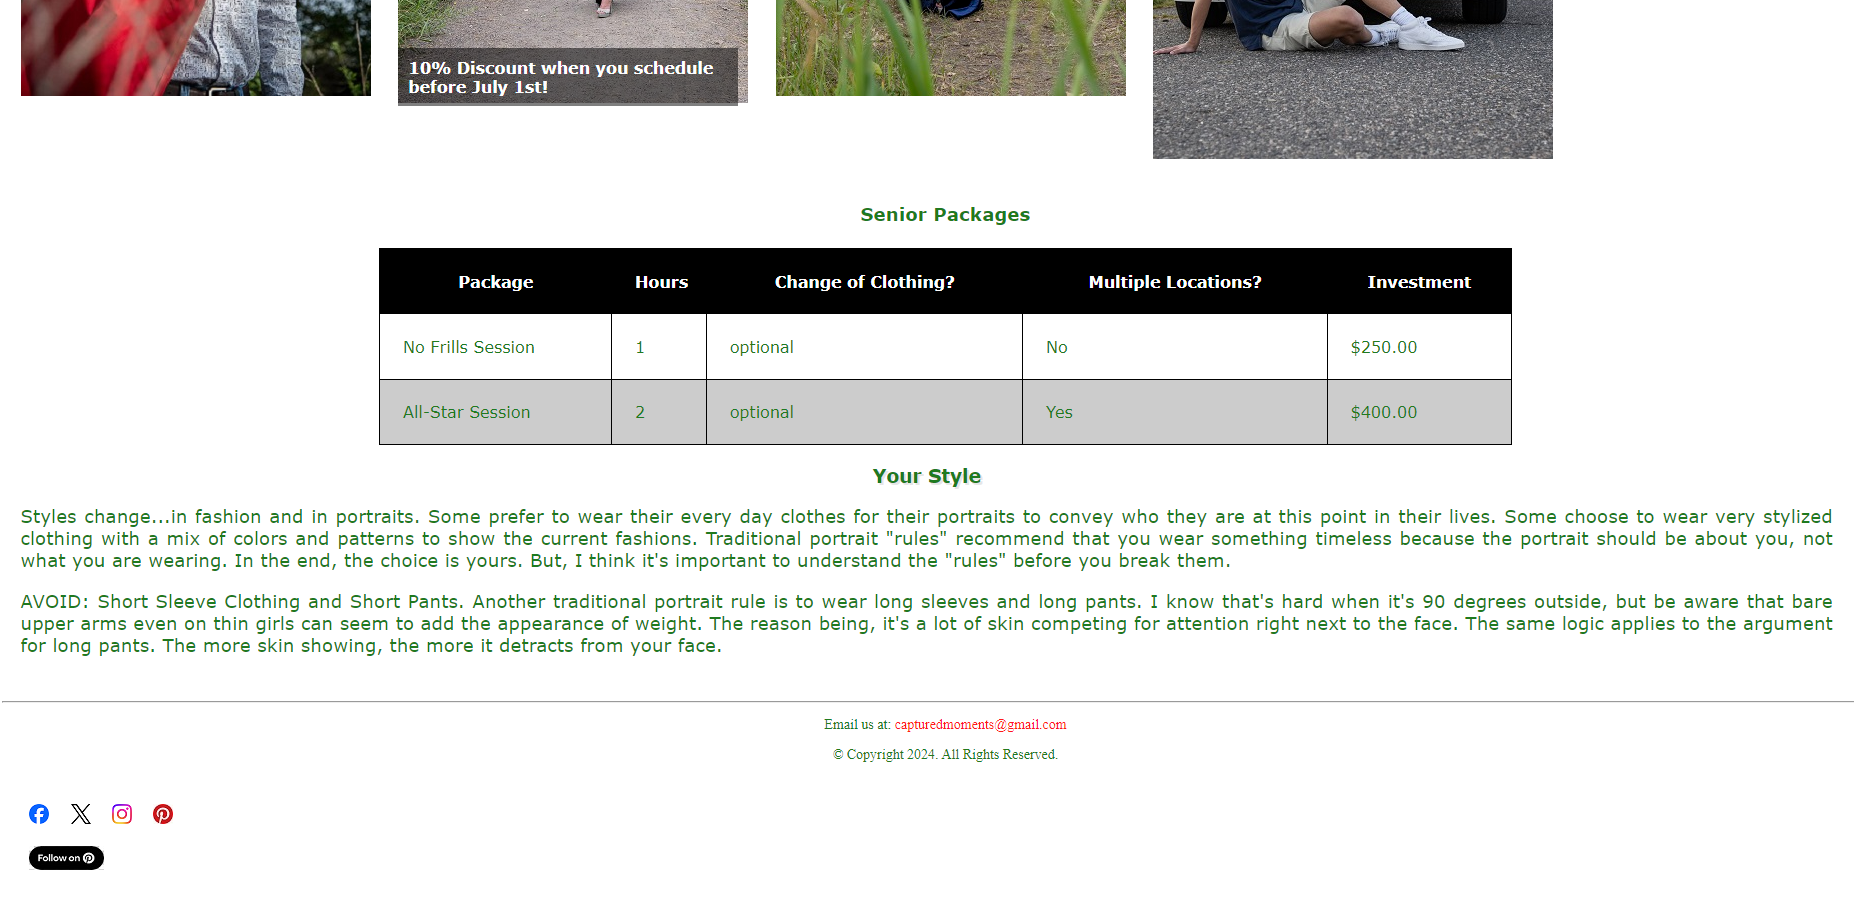 10% Discount when you schedule
before July 1st!
Senior Packages
Package Hours Change of Clothing? Multiple Locations? Investment
No Frills Session 1 optional No $250.00
All-Star Session 2 optional Yes $400.00
Your Style
Styles change...in fashion and in portraits. Some prefer to wear their every day clothes for their portraits to convey who they are at this point in their lives. Some choose to wear very stylized
clothing with a mix of colors and patterns to show the current fashions. Traditional portrait "rules" recommend that you wear something timeless because the portrait should be about you, not
what you are wearing. In the end, the choice is yours. But, I think it's important to understand the "rules" before you break them.
AVOID: Short Sleeve Clothing and Short Pants. Another traditional portrait rule is to wear long sleeves and long pants. I know that's hard when it's 90 degrees outside, but be aware that bare
upper arms even on thin girls can seem to add the appearance of weight. The reason being, it's a lot of skin competing for attention right next to the face. The same logic applies to the argument
for long pants. The more skin showing, the more it detracts from your face.
Email us at: capturedmoments@gmail.com
© Copyright 2024. All Rights Reserved.
Follow on